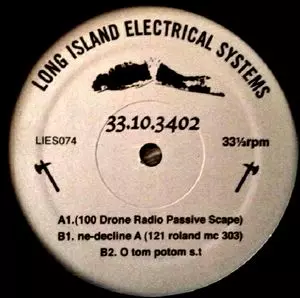 LONG ISLAND ELECTRICAL SYSTEMS
33.10.3402
LIES074
33⅓rpm
A1.(100 Drone Radio Passive Scape)
B1. ne-decline A (121 roland mc 303)
B2. O tom potom s.t